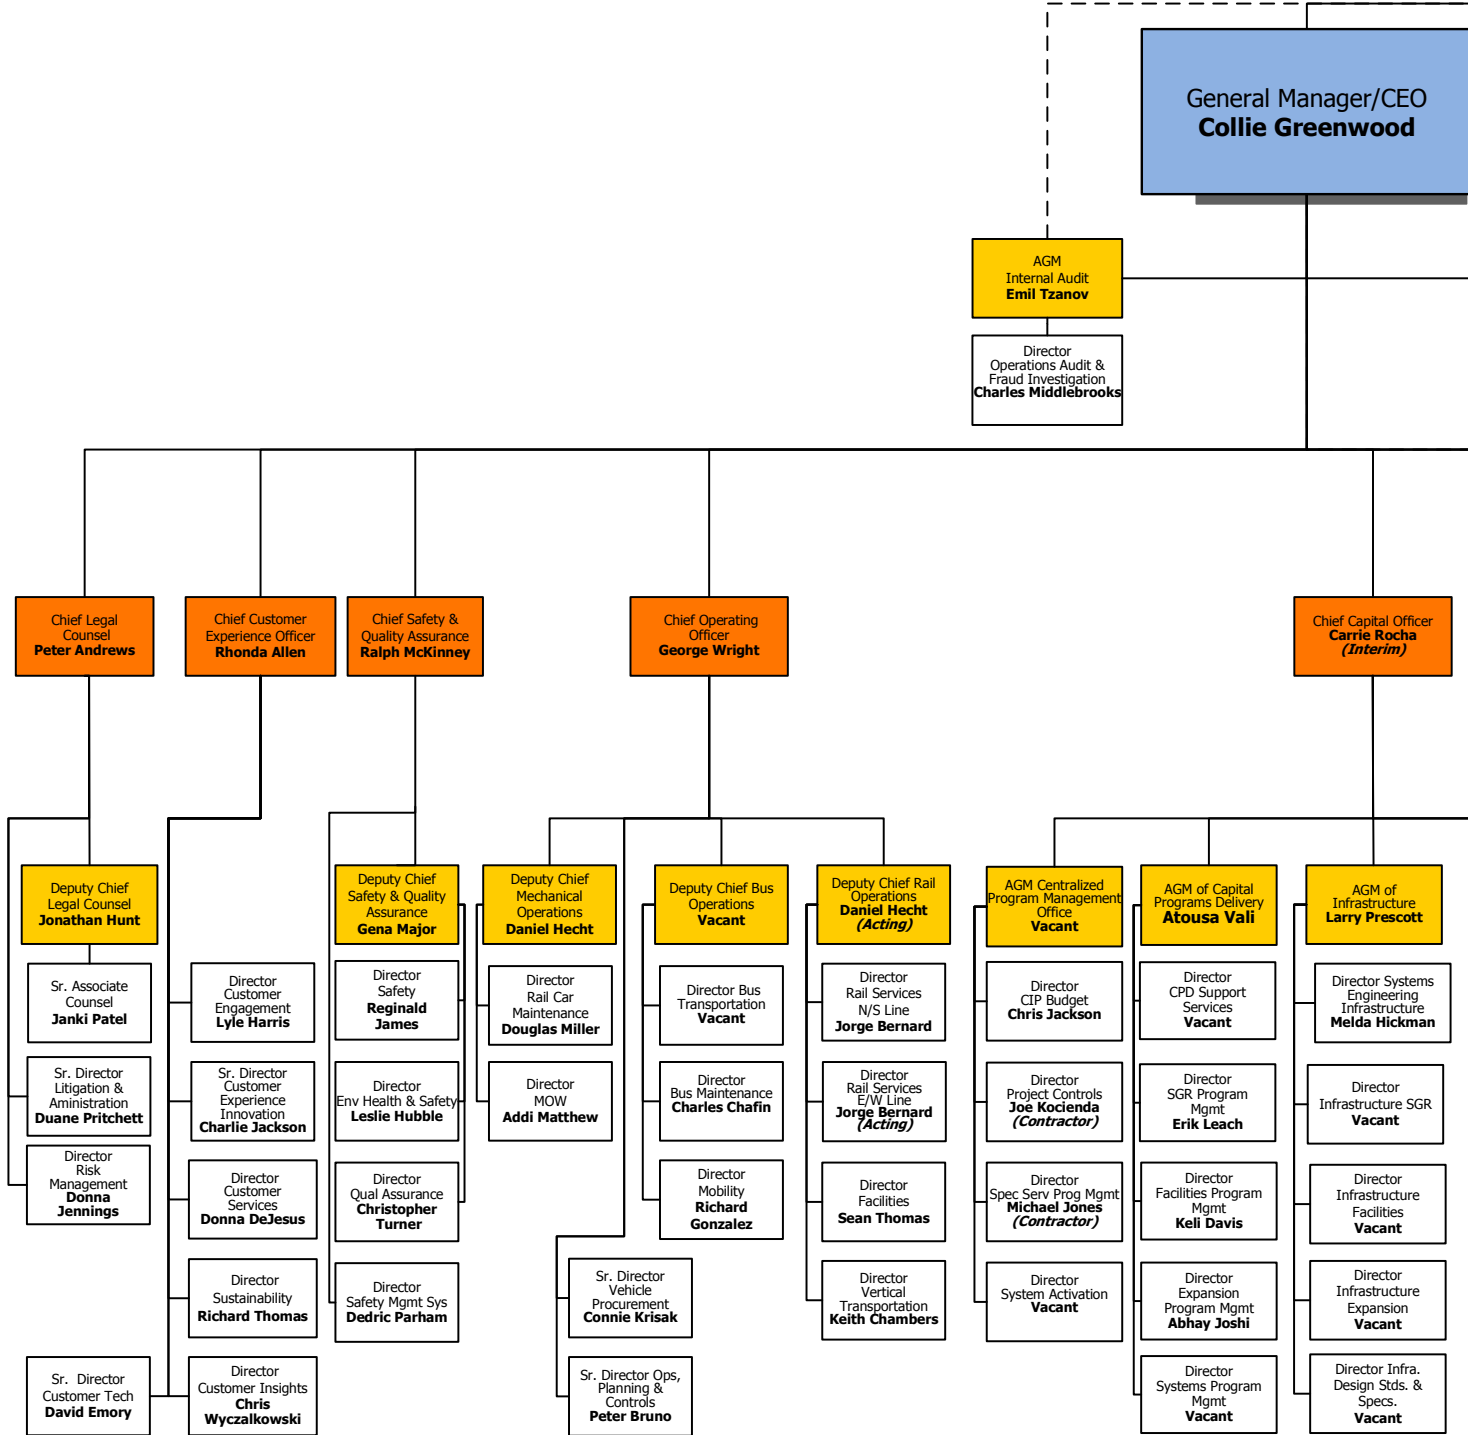 General Manager/CEO
Collie Greenwood
AGM
Internal Audit
Emil Tzanov
Director
Operations Audit &
Fraud Investigation
Charles Middlebrooks
Chief Legal
Counsel
Peter Andrews
Chief Customer
Experience Officer
Rhonda Allen
Chief Safety &
Quality Assurance
Ralph McKinney
Chief Operating
Officer
George Wright
Chief Capital Officer
Carrie Rocha
(Interim)
Deputy Chief
Legal Counsel
Jonathan Hunt
Deputy Chief
Safety & Quality
Assurance
Gena Major
Deputy Chief
Mechanical
Operations
Daniel Hecht
Deputy Chief Bus
Operations
Vacant
Deputy Chief Rail
Operations
Daniel Hecht
(Acting)
AGM Centralized
Program Management
Office
Vacant
AGM of Capital
Programs Delivery
Atousa Vali
AGM of
Infrastructure
Larry Prescott
Sr. Associate
Counsel
Janki Patel
Director
Customer
Engagement
Lyle Harris
Director
Safety
Reginald
James
Director
Rail Car
Maintenance
Douglas Miller
Director Bus
Transportation
Vacant
Director
Rail Services
N/S Line
Jorge Bernard
Director
CIP Budget
Chris Jackson
Director
CPD Support
Services
Vacant
Director Systems
Engineering
Infrastructure
Melda Hickman
Sr. Director
Litigation &
Aministration
Duane Pritchett
Sr. Director
Customer
Experience
Innovation
Charlie Jackson
Director
Env Health & Safety
Leslie Hubble
Director
MOW
Addi Matthew
Director
Bus Maintenance
Charles Chafin
Director
Rail Services
E/W Line
Jorge Bernard
(Acting)
Director
Project Controls
Joe Kocienda
(Contractor)
Director
SGR Program
Mgmt
Erik Leach
Director
Infrastructure SGR
Vacant
Director
Risk
Management
Donna
Jennings
Director
Customer
Services
Donna DeJesus
Director
Qual Assurance
Christopher
Turner
Director
Mobility
Richard
Gonzalez
Director
Facilities
Sean Thomas
Director
Spec Serv Prog Mgmt
Michael Jones
(Contractor)
Director
Facilities Program
Mgmt
Keli Davis
Director
Infrastructure
Facilities
Vacant
Director
Sustainability
Richard Thomas
Director
Safety Mgmt Sys
Dedric Parham
Sr. Director
Vehicle
Procurement
Connie Krisak
Director
Vertical
Transportation
Keith Chambers
Director
System Activation
Vacant
Director
Expansion
Program Mgmt
Abhay Joshi
Director
Infrastructure
Expansion
Vacant
Sr. Director
Customer Tech
David Emory
Director
Customer Insights
Chris
Wyczalkowski
Sr. Director Ops,
Planning &
Controls
Peter Bruno
Director
Systems Program
Mgmt
Vacant
Director Infra.
Design Stds. &
Specs.
Vacant